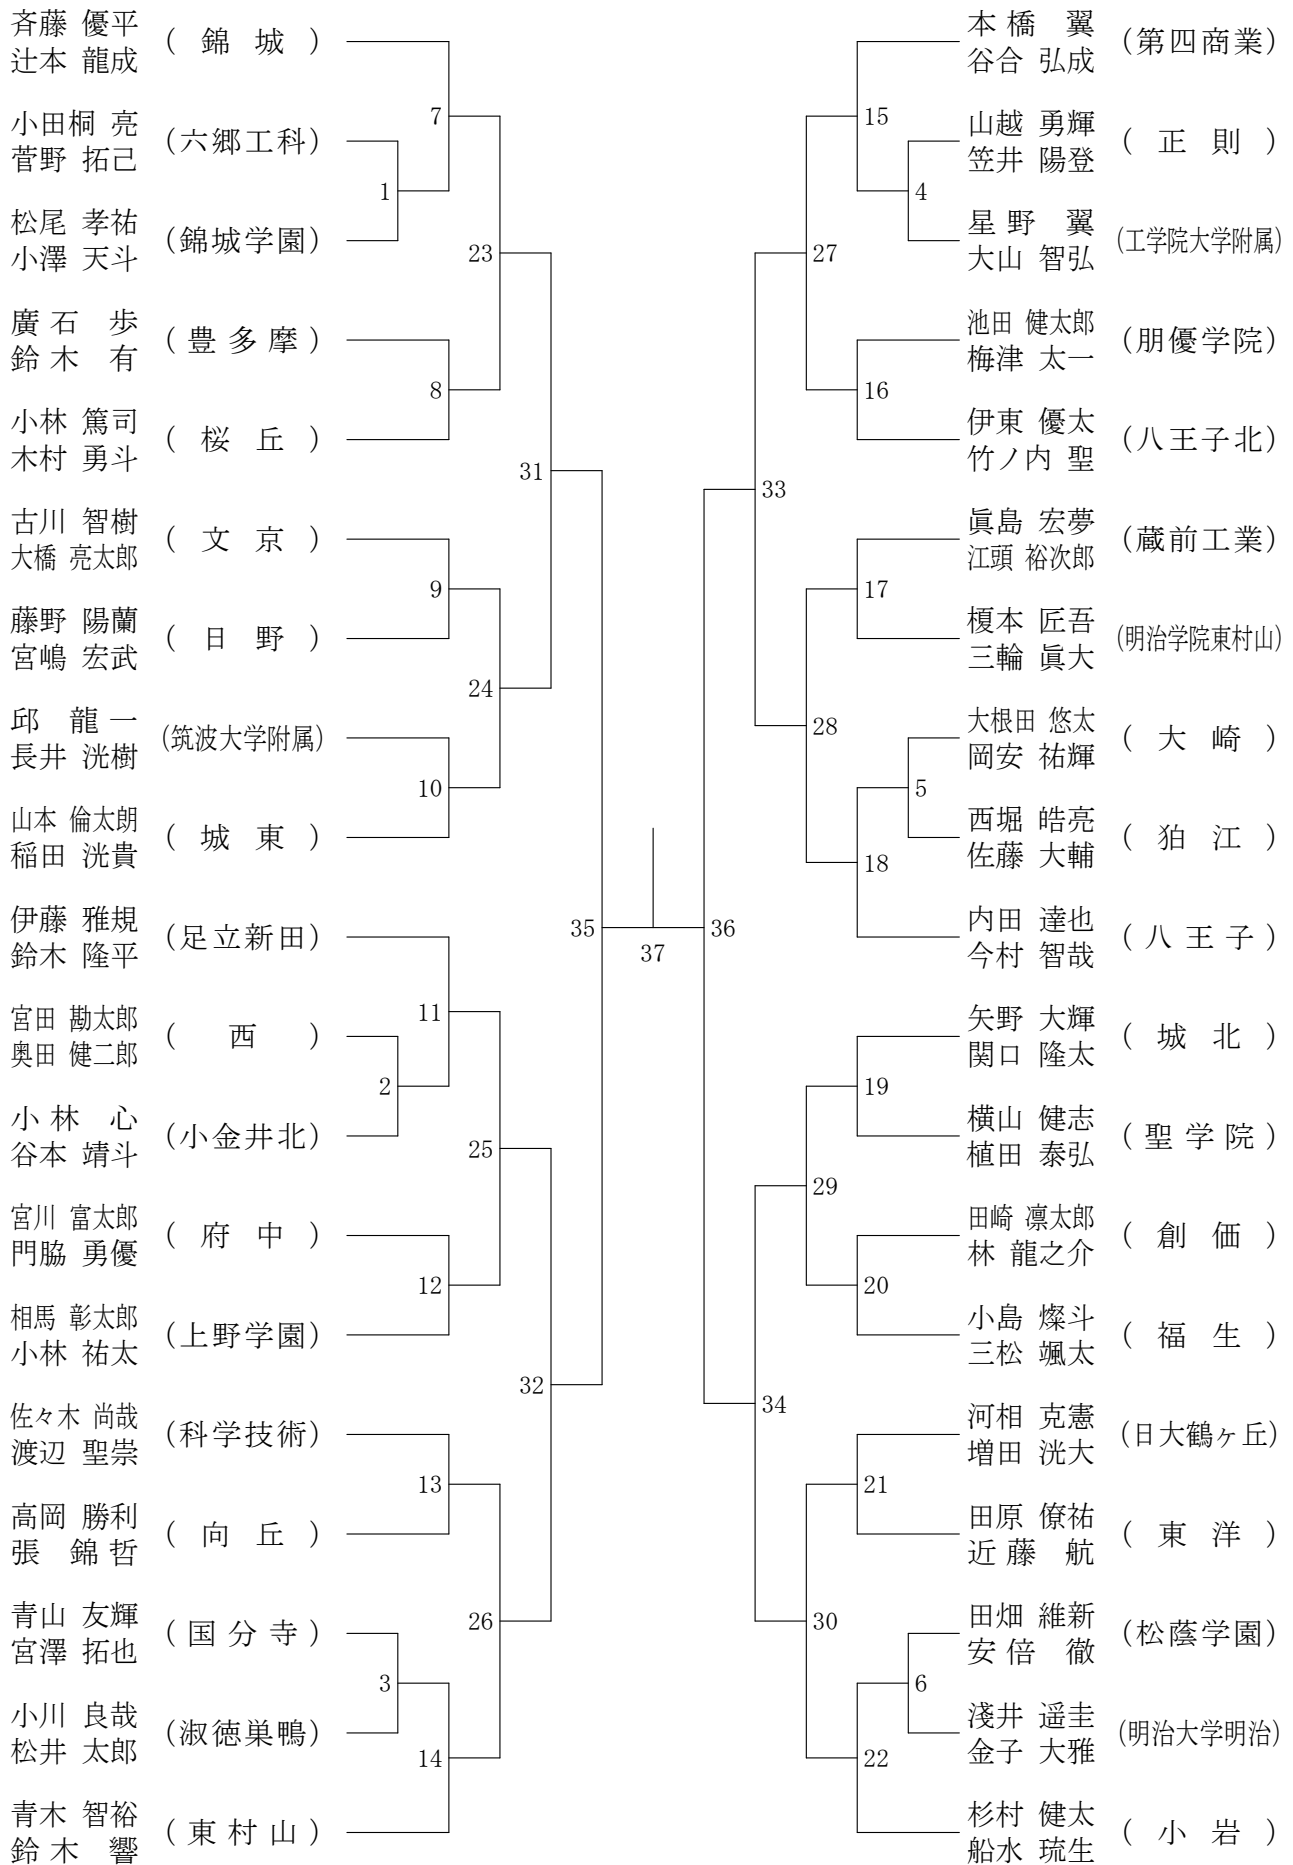 斉藤 優平
辻本 龍成
( 錦 城 )
小田桐 亮
菅野 拓己
(六郷工科)
松尾 孝祐
小澤 天斗
(錦城学園)
廣石 歩
鈴木 有
(豊多摩)
小林 篤司
木村 勇斗
( 桜 丘 )
古川 智樹
大橋 亮太郎
( 文 京 )
藤野 陽蘭
宮嶋 宏武
( 日 野 )
邱 龍一
長井 洸樹
(筑波大学附属)
山本 倫太朗
稲田 洸貴
( 城 東 )
伊藤 雅規
鈴木 隆平
(足立新田)
宮田 勘太郎
奥田 健二郎
( 西 )
小林 心
谷本 靖斗
(小金井北)
宮川 富太郎
門脇 勇優
( 府 中 )
相馬 彰太郎
小林 祐太
(上野学園)
佐々木 尚哉
渡辺 聖崇
(科学技術)
高岡 勝利
張 錦哲
( 向 丘 )
青山 友輝
宮澤 拓也
(国分寺)
小川 良哉
松井 太郎
(淑徳巣鴨)
青木 智裕
鈴木 響
(東村山)
7
1
23
8
31
9
24
10
35
11
2
25
12
32
13
26
3
14
37
36
15
4
27
16
33
17
28
5
18
19
29
20
34
21
30
6
22
本橋 翼
谷合 弘成
(第四商業)
山越 勇輝
笠井 陽登
( 正 則 )
星野 翼
大山 智弘
(工学院大学附属)
池田 健太郎
梅津 太一
(朋優学院)
伊東 優太
竹ノ内 聖
(八王子北)
眞島 宏夢
江頭 裕次郎
(蔵前工業)
榎本 匠吾
三輪 眞大
(明治学院東村山)
大根田 悠太
岡安 祐輝
( 大 崎 )
西堀 皓亮
佐藤 大輔
( 狛 江 )
内田 達也
今村 智哉
(八王子)
矢野 大輝
関口 隆太
( 城 北 )
横山 健志
植田 泰弘
(聖学院)
田崎 凛太郎
林 龍之介
( 創 価 )
小島 燦斗
三松 颯太
( 福 生 )
河相 克憲
増田 洸大
(日大鶴ヶ丘)
田原 僚祐
近藤 航
( 東 洋 )
田畑 維新
安倍 徹
(松蔭学園)
淺井 遥圭
金子 大雅
(明治大学明治)
杉村 健太
船水 琉生
( 小 岩 )